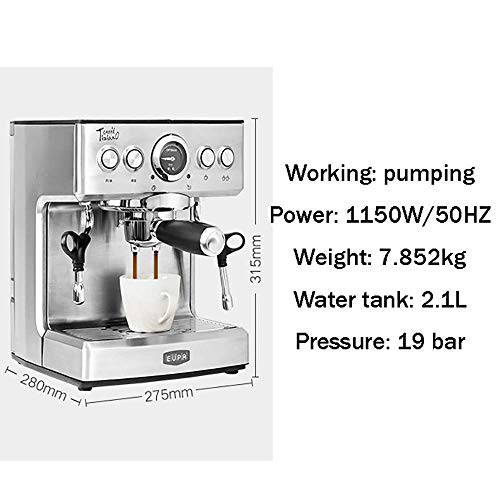 Working: pumping
Power: 1150W/50HZ
Weight: 7.852kg
Water tank: 2.1L
Pressure: 19 bar
315mm
280mm
275mm
EUPA